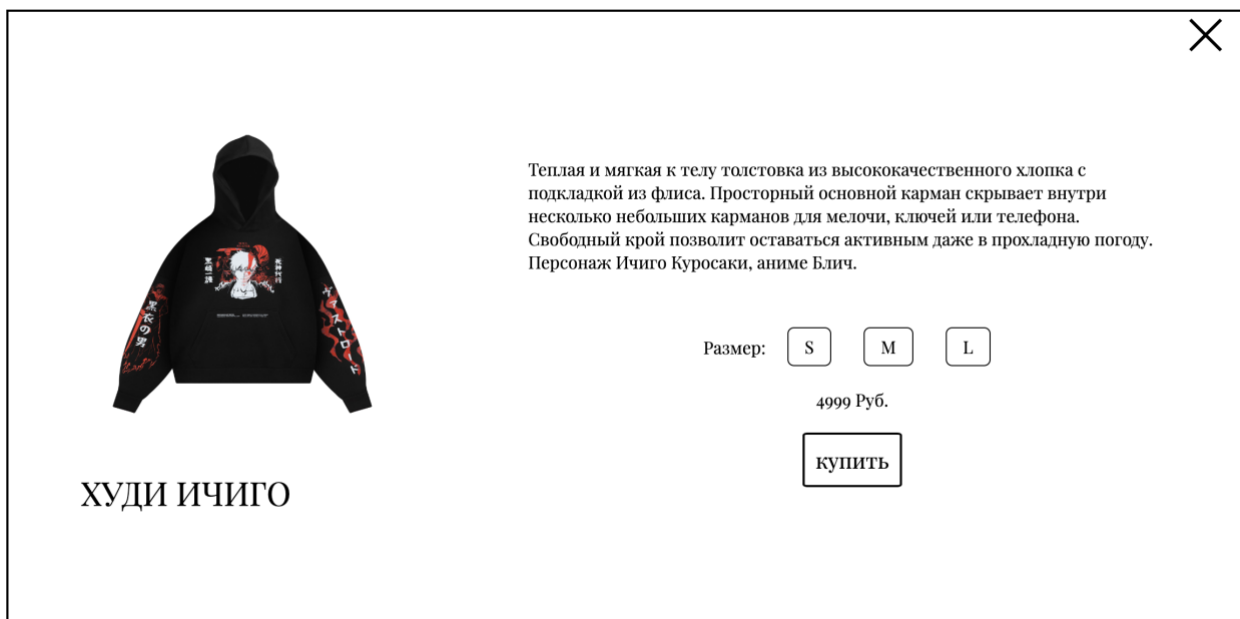 Теплая и мягкая к телу толстовка из высококачественного хлопка с
подкладкой из флиса. Просторный основной карман скрывает внутри
несколько небольших карманов для мелочи, ключей или телефона.
Свободный крой позволит оставаться активным даже в прохладную погоду.
Персонаж Ичиго Куросаки, аниме Блич.
Размер: S M L
4999 Руб.
купить
ХУДИ ИЧИГО